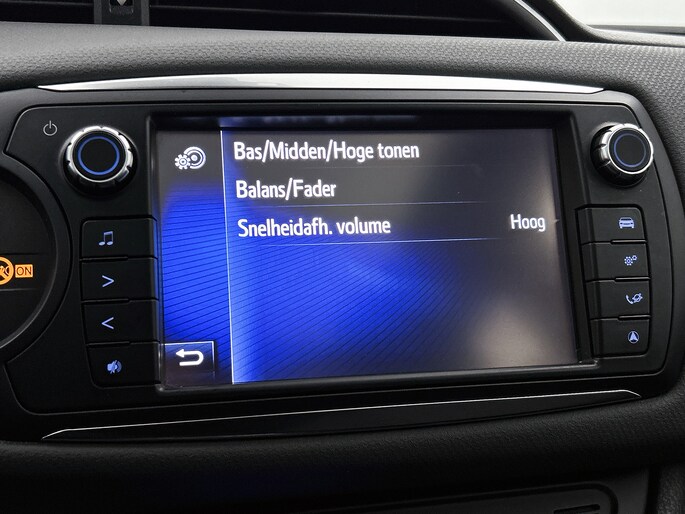 Bas/Midden/Hoge tonen
Balans/Fader
Snelheidafh. volume Hoog
ON